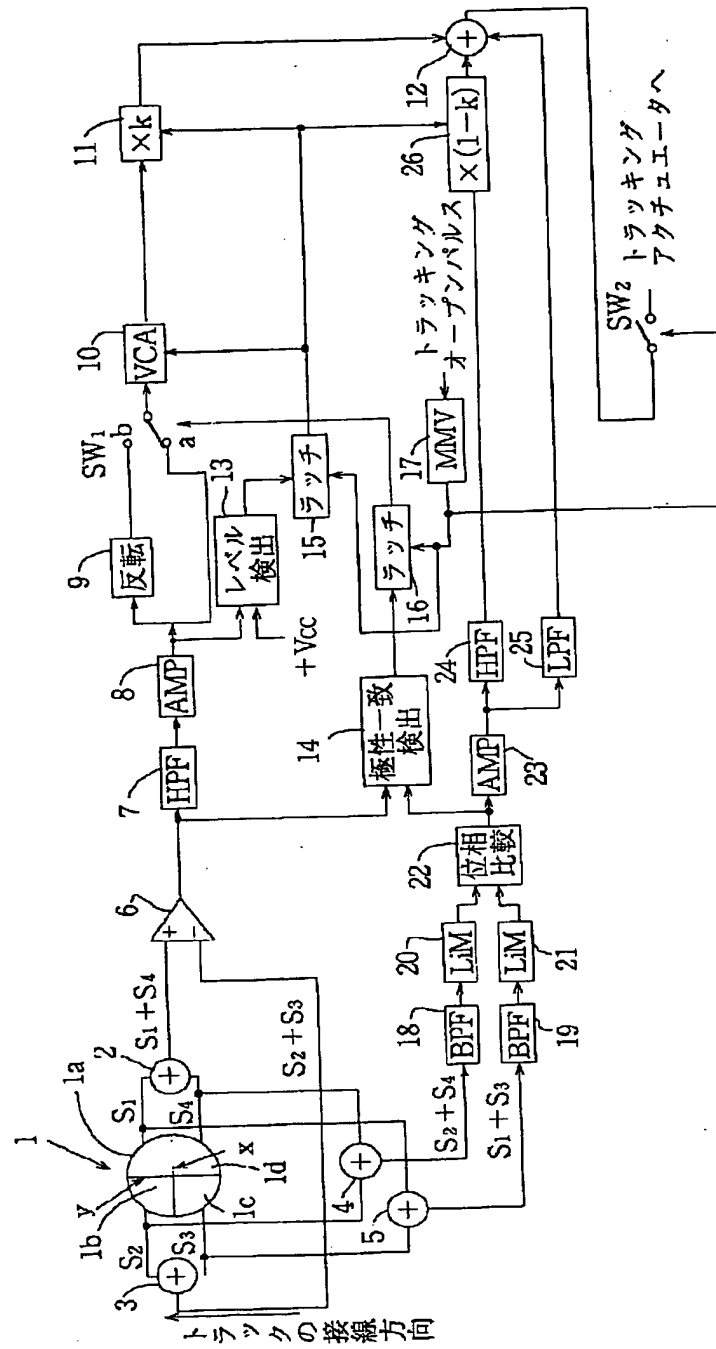 1
y
1b
1a
x
1d
1c
S2
S3
S1
S4
2
3
トラックの接線方向
4
5
S1+S4
S2+S3
S2+S4
S1+S3
6
+
−
7
HPF
8
AMP
9
反転
SW1
b
a
10
VCA
11
×k
13
レベル
検出
+Vcc
15
ラッチ
14
極性一致
検出
16
ラッチ
17
MMV
トラッキング
オープンパルス
18
BPF
19
BPF
20
LiM
21
LiM
22
位相
比較
23
AMP
24
HPF
25
LPF
26
×(1−k)
12
+
SW2
トラッキング
アクチュエータへ